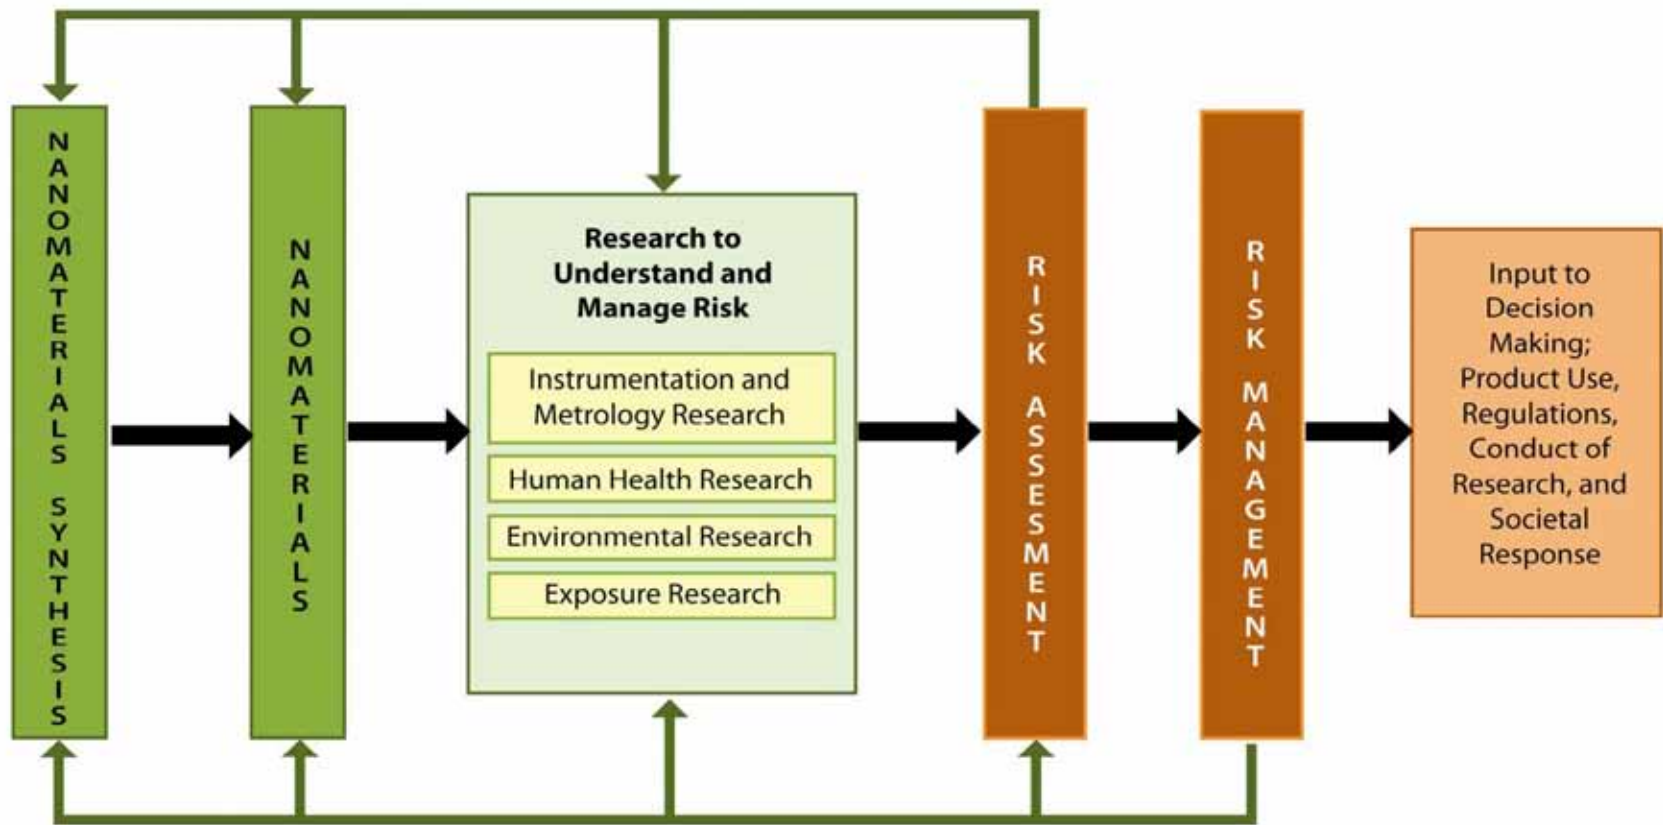 NANOMATERIALS SYNTHESIS
NANOMATERIALS
Research to
Understand and
Manage Risk
Instrumentation and
Metrology Research
Human Health Research
Environmental Research
Exposure Research
RISK ASSESMENT
RISK MANAGEMENT
Input to
Decision
Making;
Product Use,
Regulations,
Conduct of
Research, and
Societal
Response